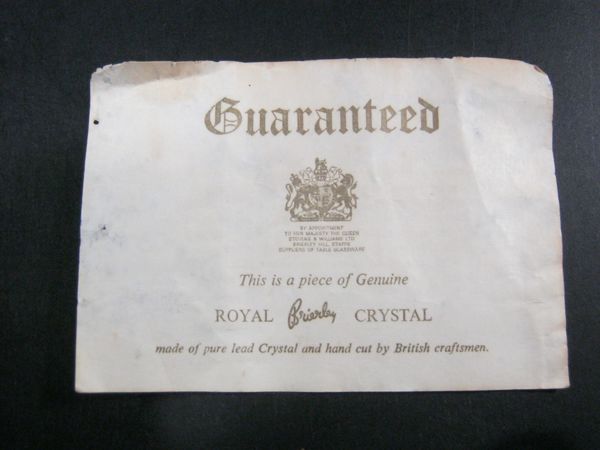 Guaranteed
BY APPOINTMENT
TO HER MAJESTY THE QUEEN
STEVENS & WILLIAMS LTD
BRIERLEY HILL, STAFFS
SUPPLIERS OF TABLE GLASSWARE
This is a piece of Genuine
ROYAL Brierley CRYSTAL
made of pure lead Crystal and hand cut by British craftsmen.